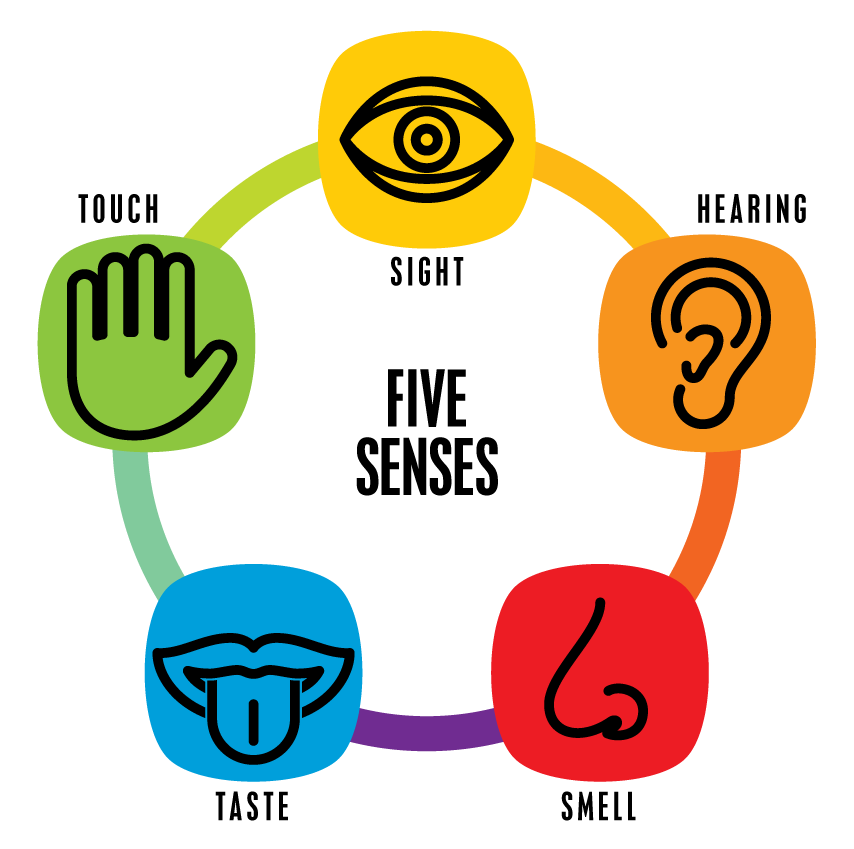 TOUCH
HEARING
SIGHT
FIVE
SENSES
TASTE
SMELL